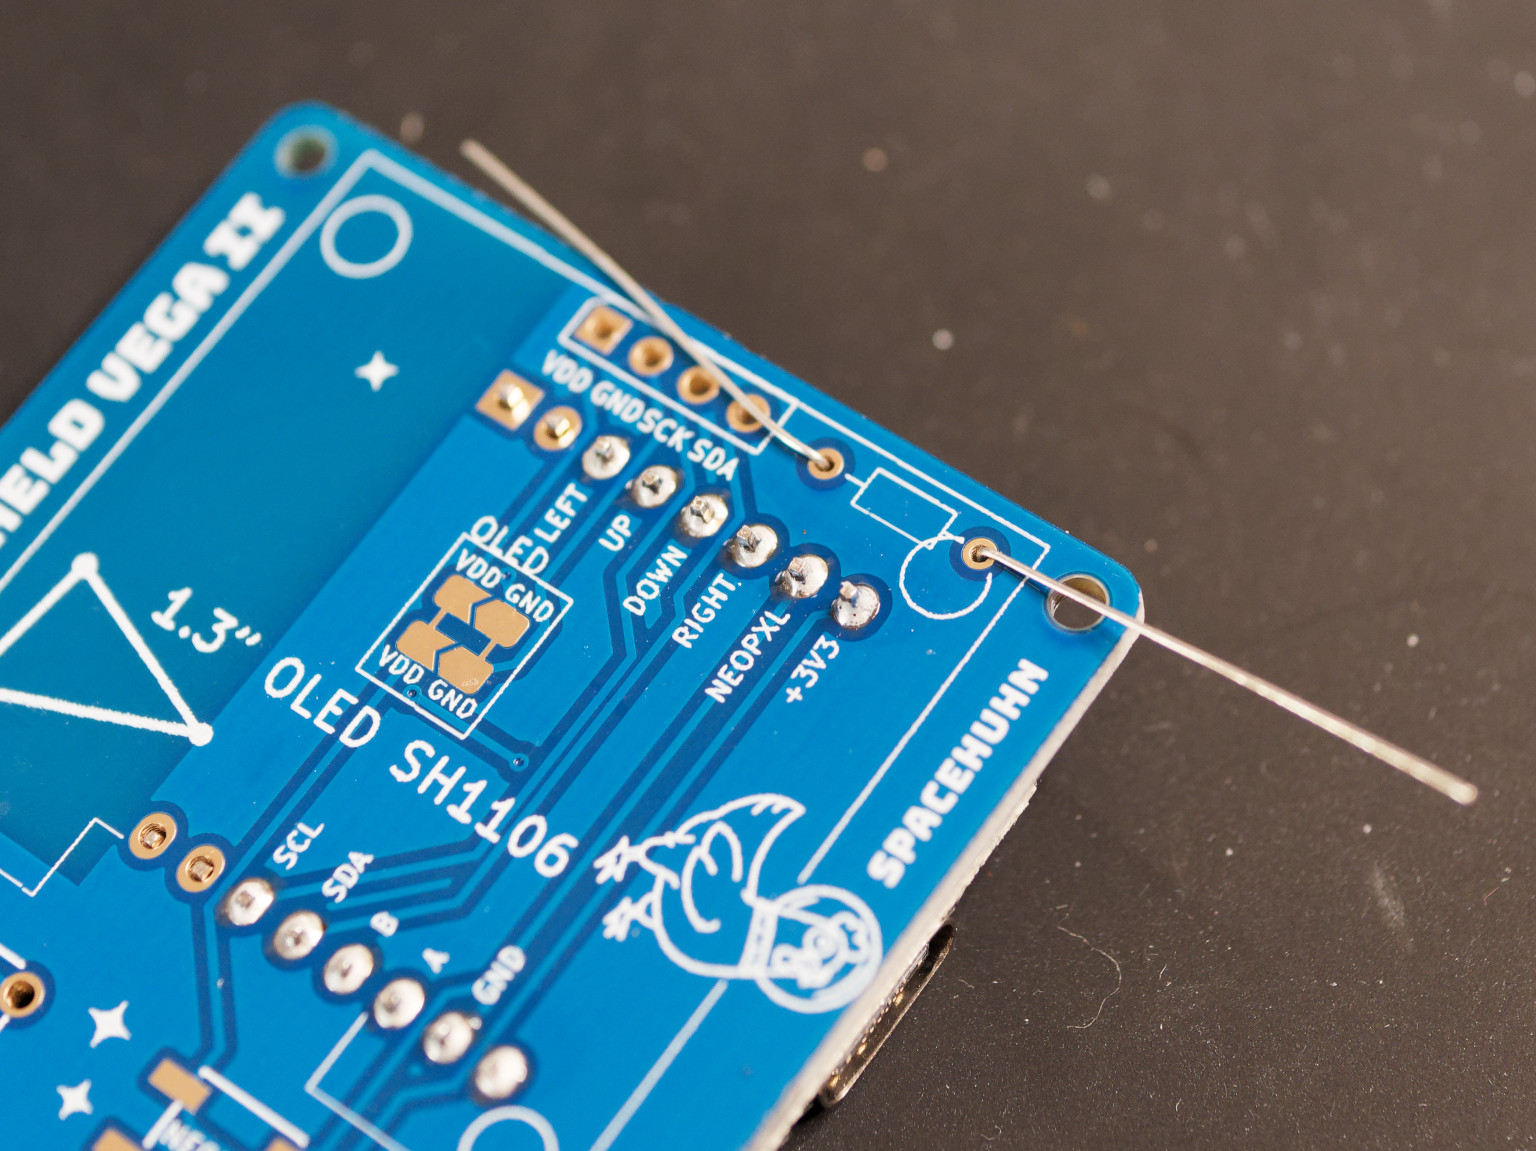 HIELD VEGA II
VDD GND SCK SDA
LEFT
UP
DOWN
RIGHT
NEOPXL
+3V3
OLED
VDD GND
VDD GND
1.3"
OLED SH1106
SPACEHUHN
SCL
SDA
B
A
GND